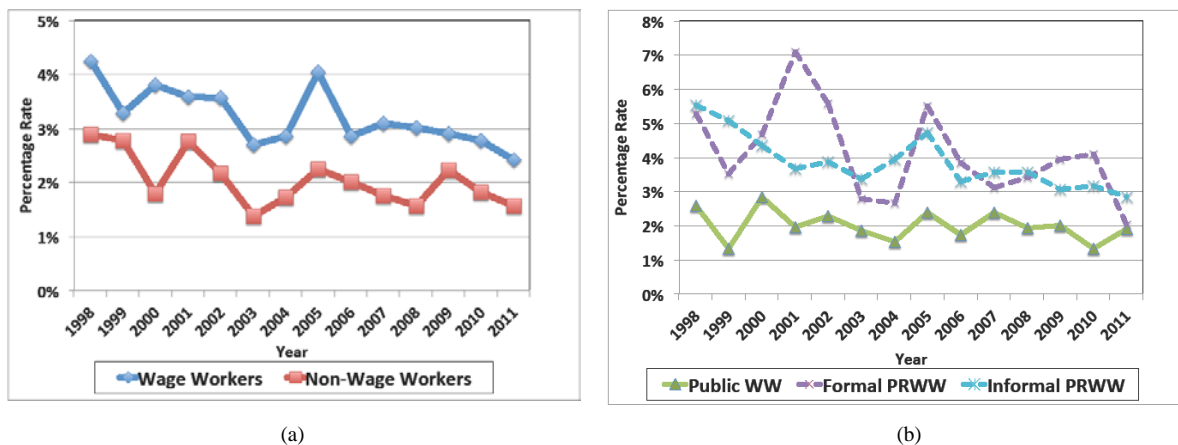 5%
4%
3%
2%
1%
0%
Percentage Rate
1998 1999 2000 2001 2002 2003 2004 2005 2006 2007 2008 2009 2010 2011
Year
Wage Workers Non-Wage Workers
(a)
8%
7%
6%
5%
4%
3%
2%
1%
0%
Percentage Rate
1998 1999 2000 2001 2002 2003 2004 2005 2006 2007 2008 2009 2010 2011
Year
Public WW Formal PRWW Informal PRWW
(b)